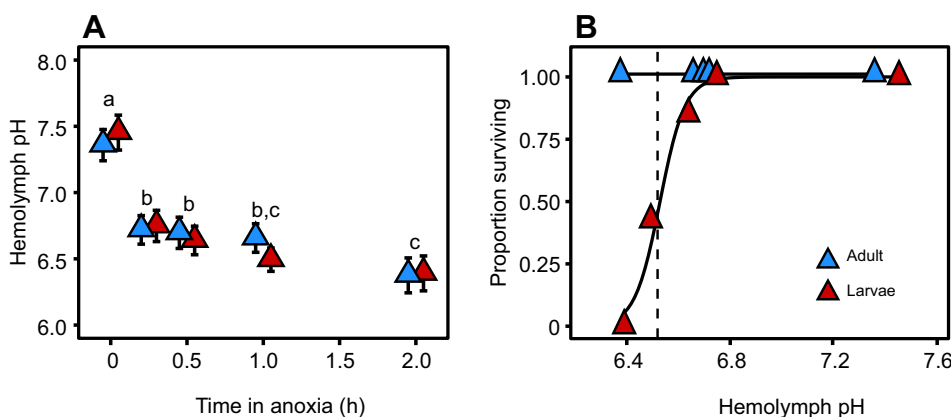 A
8.0
7.5
7.0
6.5
6.0
Hemolymph pH
a
b
b
b,c
c
0
0.5
1.0
1.5
2.0
Time in anoxia (h)
B
1.00
0.75
0.50
0.25
0
Proportion surviving
Adult
Larvae
6.4
6.8
7.2
7.6
Hemolymph pH